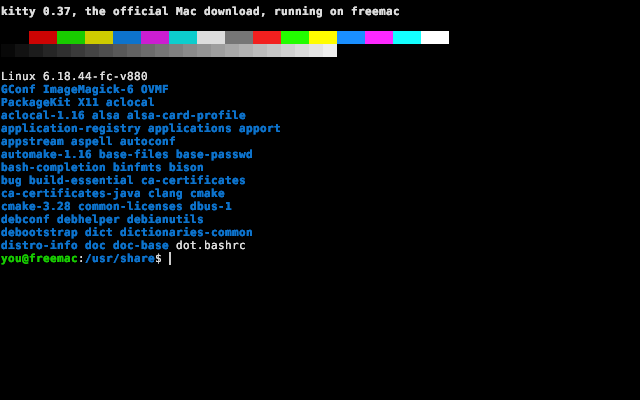 kitty 0.37, the official Mac download, running on freemac
Linux 6.18.44-fc-v880
GConf ImageMagick-6 OVMF
PackageKit X11 aclocal
aclocal-1.16 alsa alsa-card-profile
application-registry applications apport
appstream aspell autoconf
automake-1.16 base-files base-passwd
bash-completion binfmts bison
bug build-essential ca-certificates
ca-certificates-java clang cmake
cmake-3.28 common-licenses dbus-1
debconf debhelper debianutils
debootstrap dict dictionaries-common
distro-info doc doc-base dot.bashrc
you@freemac:/usr/share$